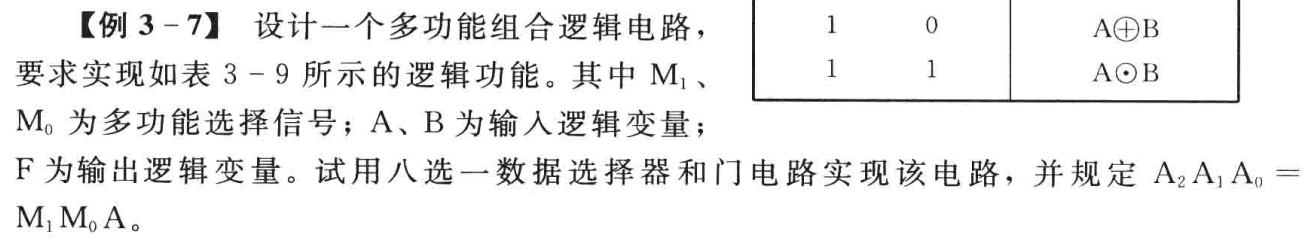 【例 3-7】 设计一个多功能组合逻辑电路，
要求实现如表 3-9 所示的逻辑功能。其中 M₁、
M₀ 为多功能选择信号；A、B 为输入逻辑变量；
F 为输出逻辑变量。试用八选一数据选择器和门电路实现该电路，并规定 A₂A₁A₀ =
M₁M₀A。
1 0 A⊕B
1 1 A⊙B